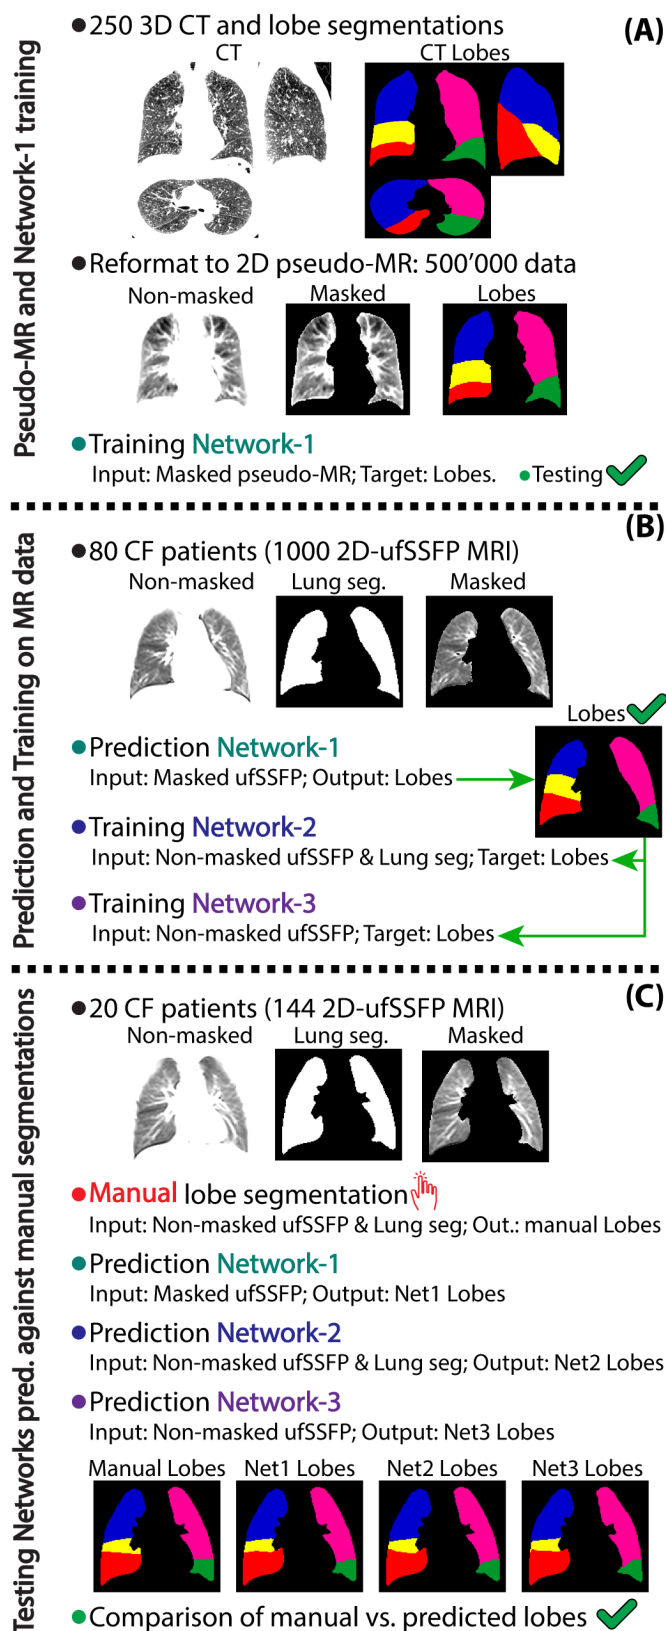 (A)
Pseudo-MR and Network-1 training
●250 3D CT and lobe segmentations
CT
CT Lobes
●Reformat to 2D pseudo-MR: 500'000 data
Non-masked
Masked
Lobes
●Training Network-1
Input: Masked pseudo-MR; Target: Lobes.
●Testing
(B)
Prediction and Training on MR data
●80 CF patients (1000 2D-ufSSFP MRI)
Non-masked
Lung seg.
Masked
Lobes
●Prediction Network-1
Input: Masked ufSSFP; Output: Lobes
●Training Network-2
Input: Non-masked ufSSFP & Lung seg; Target: Lobes
●Training Network-3
Input: Non-masked ufSSFP; Target: Lobes
(C)
Testing Networks pred. against manual segmentations
●20 CF patients (144 2D-ufSSFP MRI)
Non-masked
Lung seg.
Masked
●Manual lobe segmentation
Input: Non-masked ufSSFP & Lung seg; Out.: manual Lobes
●Prediction Network-1
Input: Masked ufSSFP; Output: Net1 Lobes
●Prediction Network-2
Input: Non-masked ufSSFP & Lung seg; Output: Net2 Lobes
●Prediction Network-3
Input: Non-masked ufSSFP; Output: Net3 Lobes
Manual Lobes
Net1 Lobes
Net2 Lobes
Net3 Lobes
●Comparison of manual vs. predicted lobes